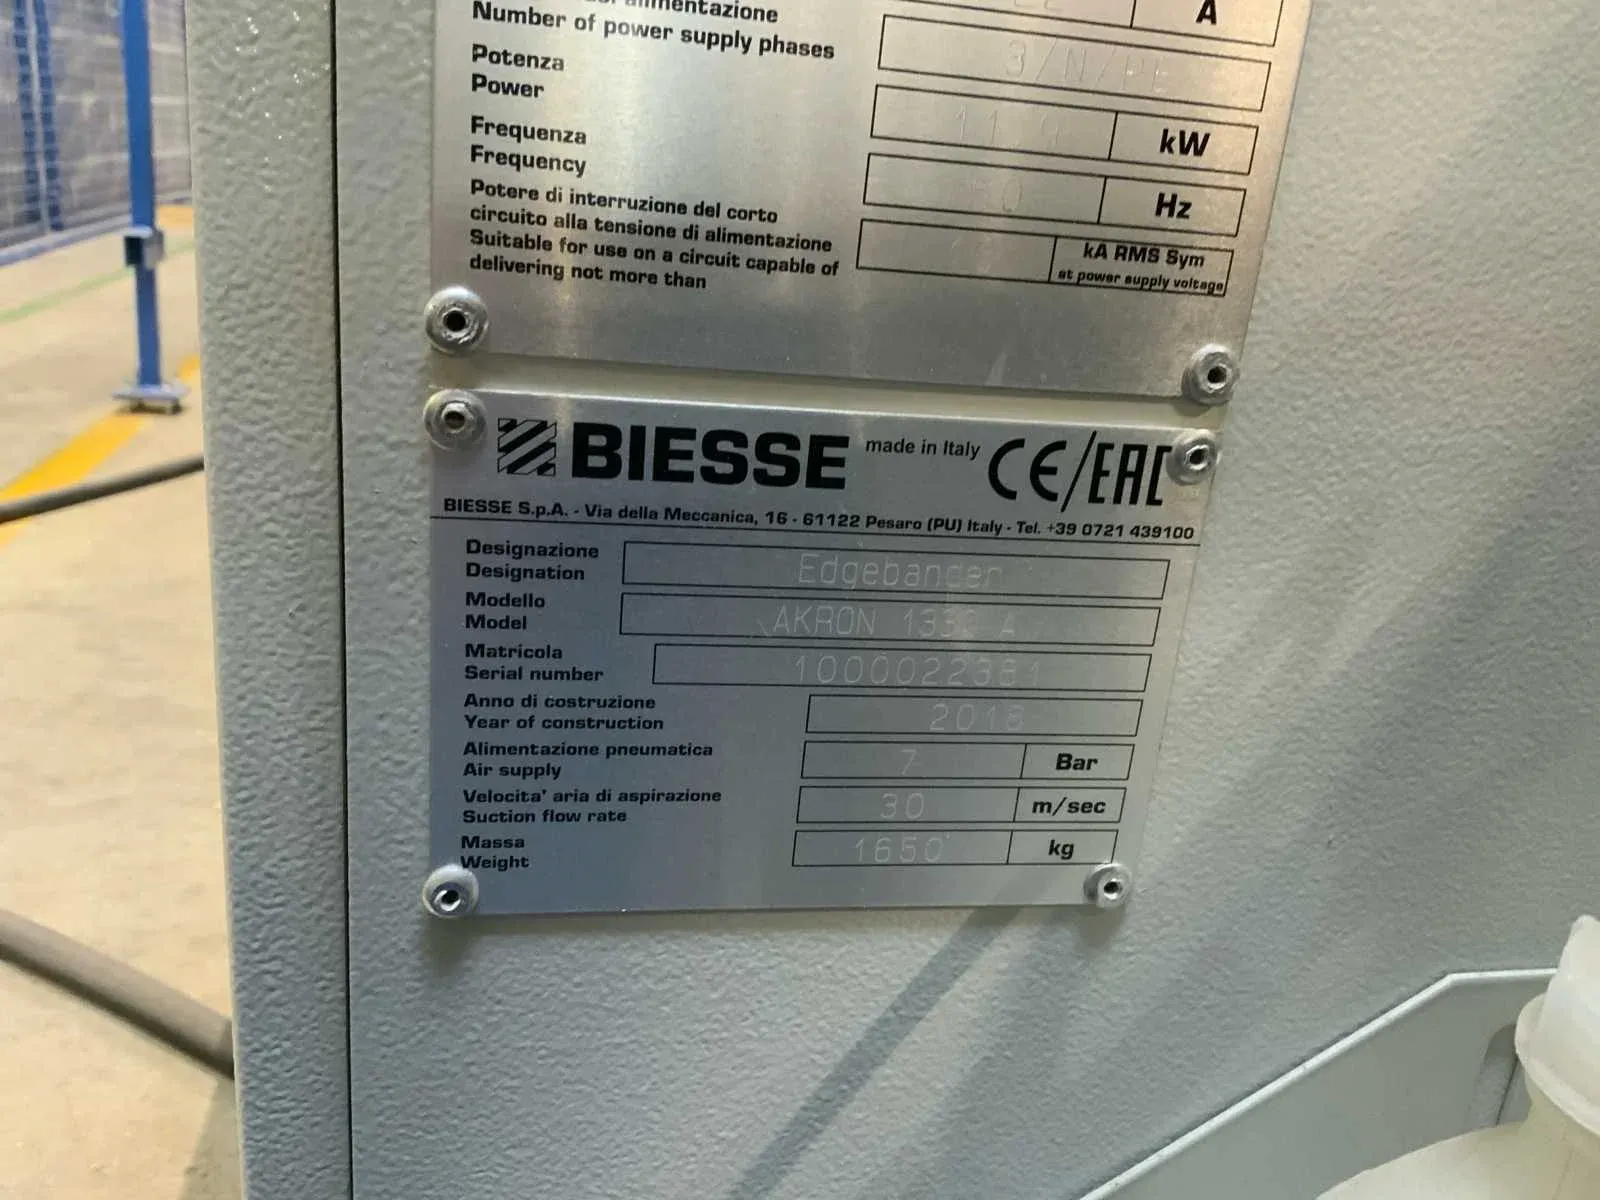 alimentazione
A
Number of power supply phases
3/N/PE
Potenza
Power
kW
Frequenza
Frequency
Hz
Potere di interruzione del corto
circuito alla tensione di alimentazione
Suitable for use on a circuit capable of
delivering not more than
kA RMS Sym
at power supply voltage
BIESSE made in Italy CE/EAC
BIESSE S.p.A. - Via della Meccanica, 16 - 61122 Pesaro (PU) Italy - Tel. +39 0721 439100
Designazione
Designation
Edgebander
Modello
Model
AKRON 1330 A
Matricola
Serial number
Anno di costruzione
Year of construction
2018
Alimentazione pneumatica
Air supply
7 Bar
Velocita' aria di aspirazione
Suction flow rate
30 m/sec
Massa
Weight
1650 kg